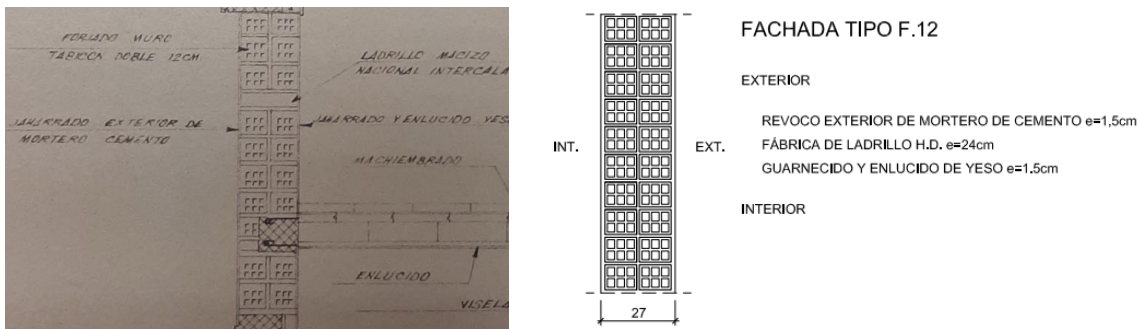 FORJADO MURO
TABICON DOBLE 12CM.
LADRILLO MACIZO
NACIONAL INTERCALA
JAHARRADO EXTERIOR DE
MORTERO CEMENTO
JAHARRADO Y ENLUCIDO YES
MACHIEMBRADO
ENLUCIDO
VISELA
INT.
EXT.
27
FACHADA TIPO F.12
EXTERIOR
REVOCO EXTERIOR DE MORTERO DE CEMENTO e=1,5cm
FÁBRICA DE LADRILLO H.D. e=24cm
GUARNECIDO Y ENLUCIDO DE YESO e=1.5cm
INTERIOR